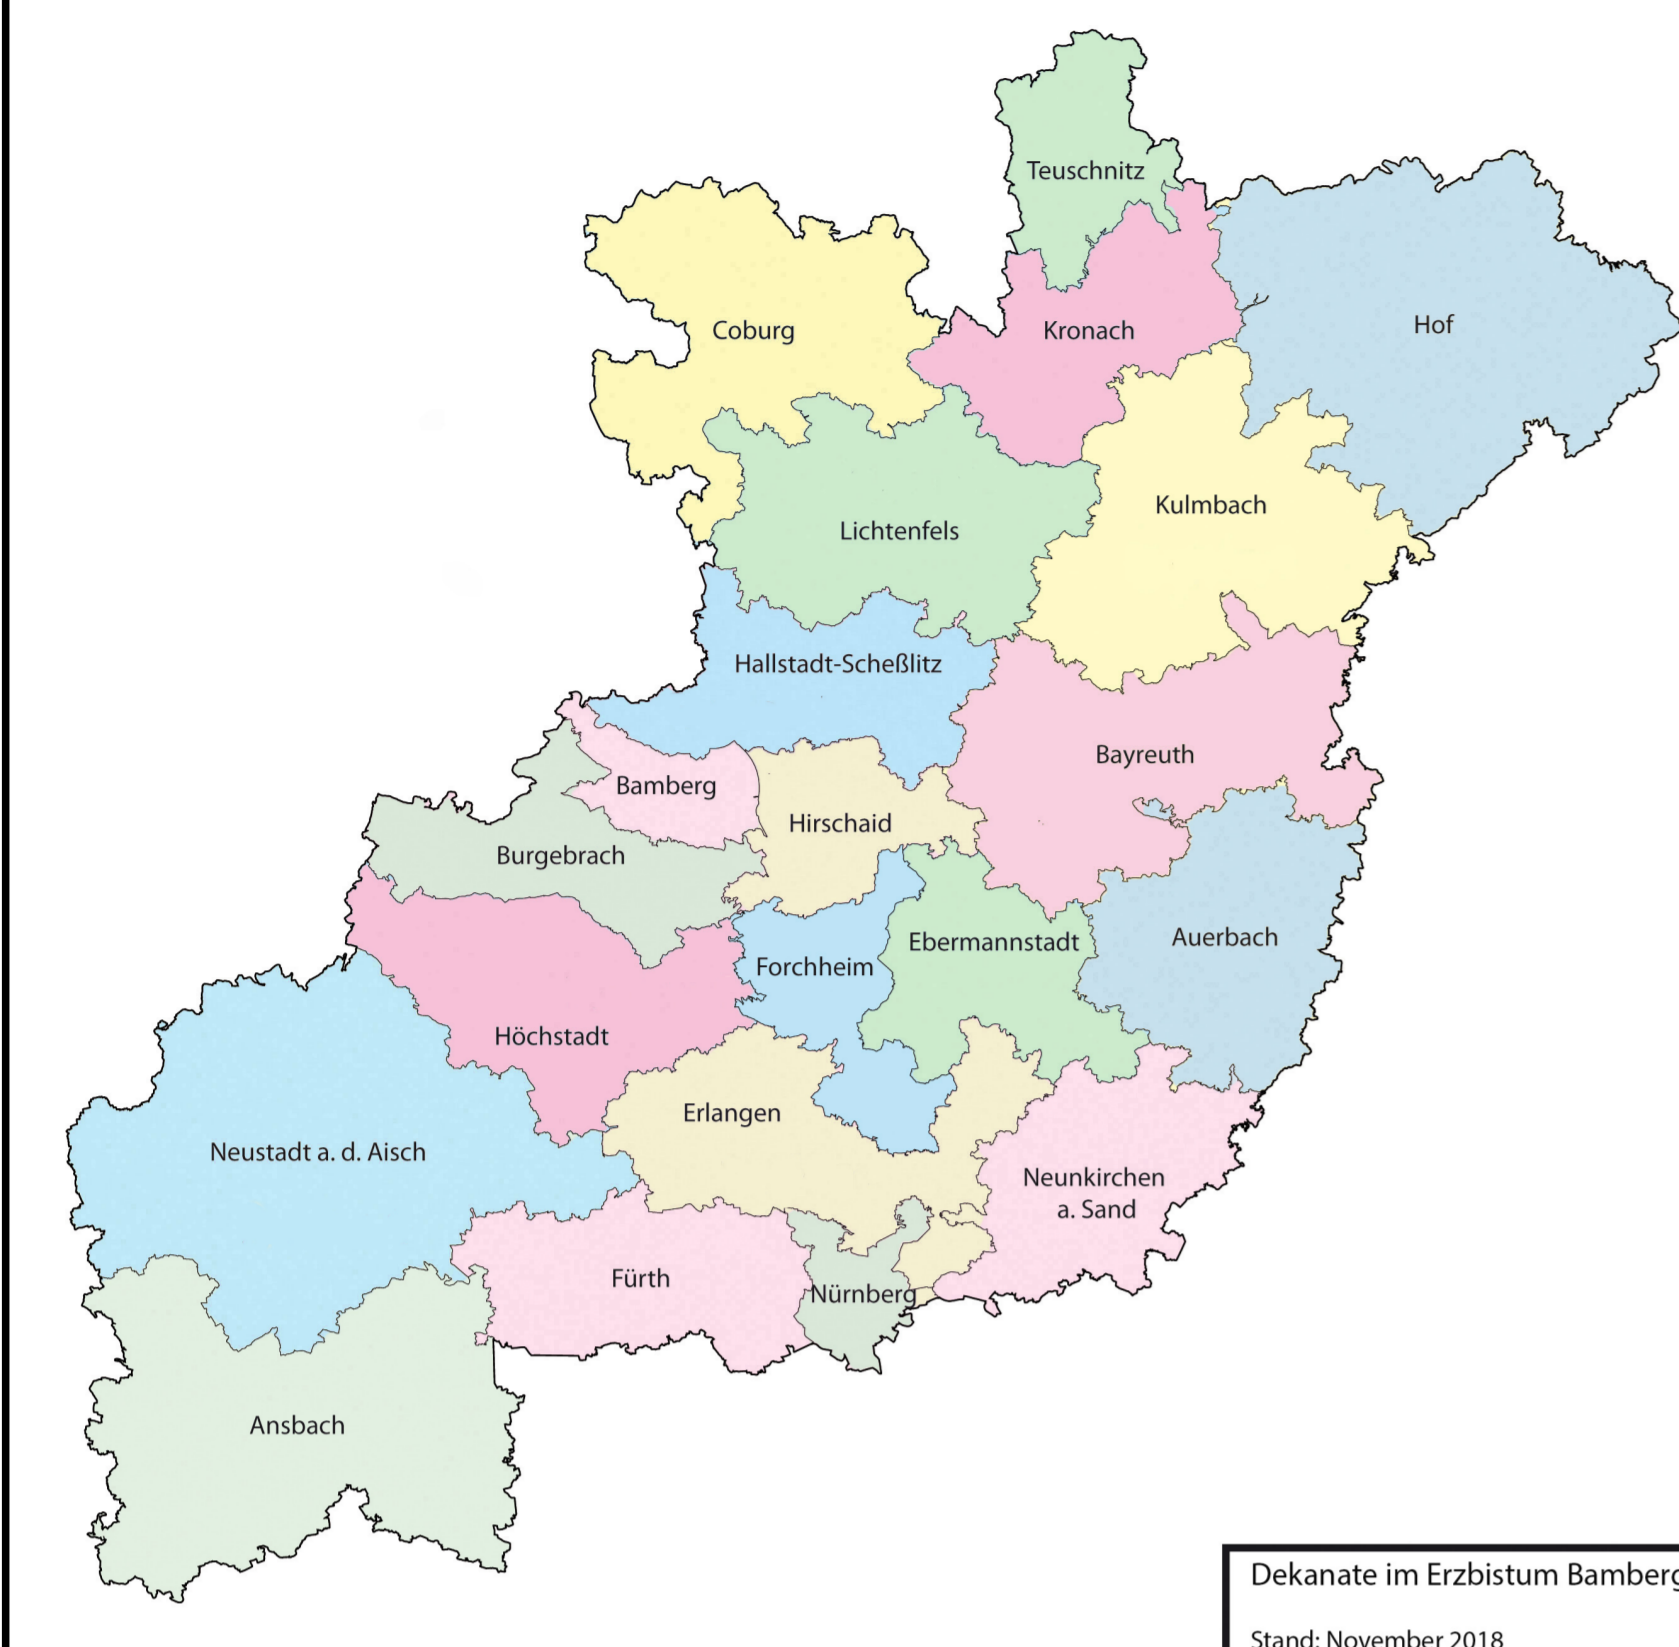 Teuschnitz
Coburg
Kronach
Hof
Kulmbach
Lichtenfels
Hallstadt-Scheßlitz
Bayreuth
Bamberg
Hirschaid
Burgebrach
Ebermannstadt
Auerbach
Forchheim
Höchstadt
Erlangen
Neustadt a. d. Aisch
Neunkirchen
a. Sand
Fürth
Nürnberg
Ansbach
Dekanate im Erzbistum Bamberg
Stand: November 2018